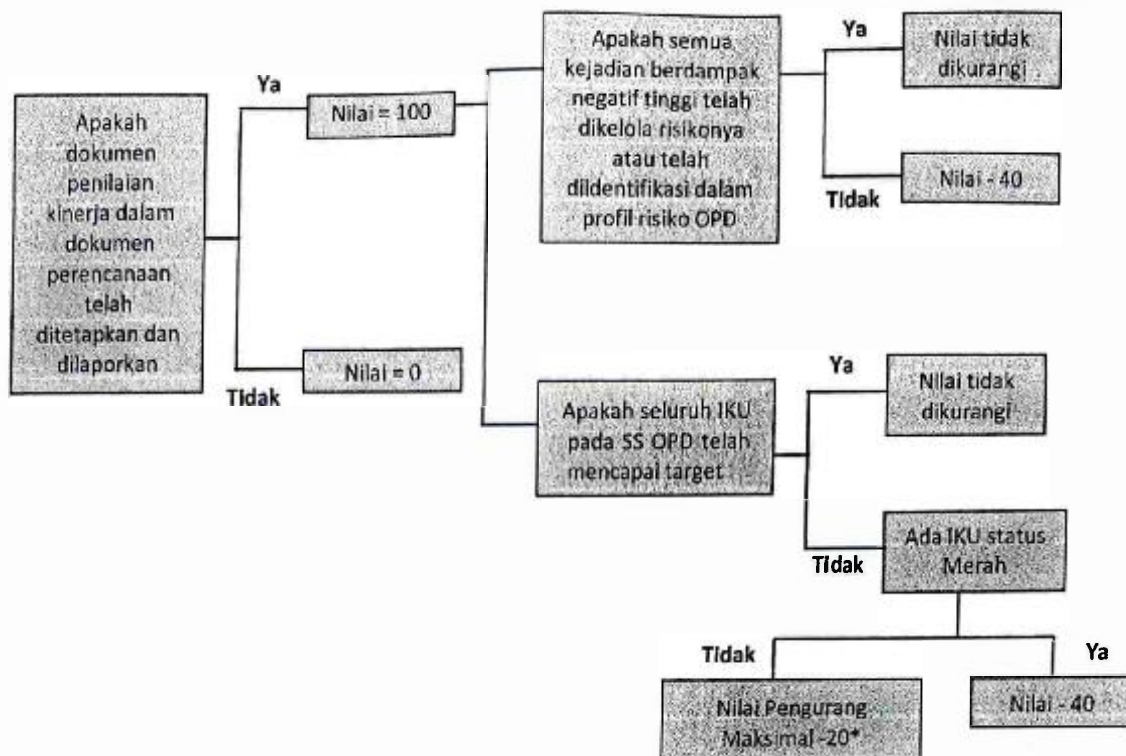 Apakah
dokumen
penilaian
kinerja dalam
dokumen
perencanaan
telah
ditetapkan dan
dilaporkan
Ya
Nilai = 100
Tidak
Nilai = 0
Apakah semua
kejadian berdampak
negatif tinggi telah
dikelola risikonya
atau telah
diidentifikasi dalam
profil risiko OPD
Ya
Nilai tidak
dikurangi
Tidak
Nilai - 40
Apakah seluruh IKU
pada SS OPD telah
mencapai target
Ya
Nilai tidak
dikurangi
Tidak
Ada IKU status
Merah
Tidak
Nilai Pengurang
Maksimal -20*
Ya
Nilai - 40